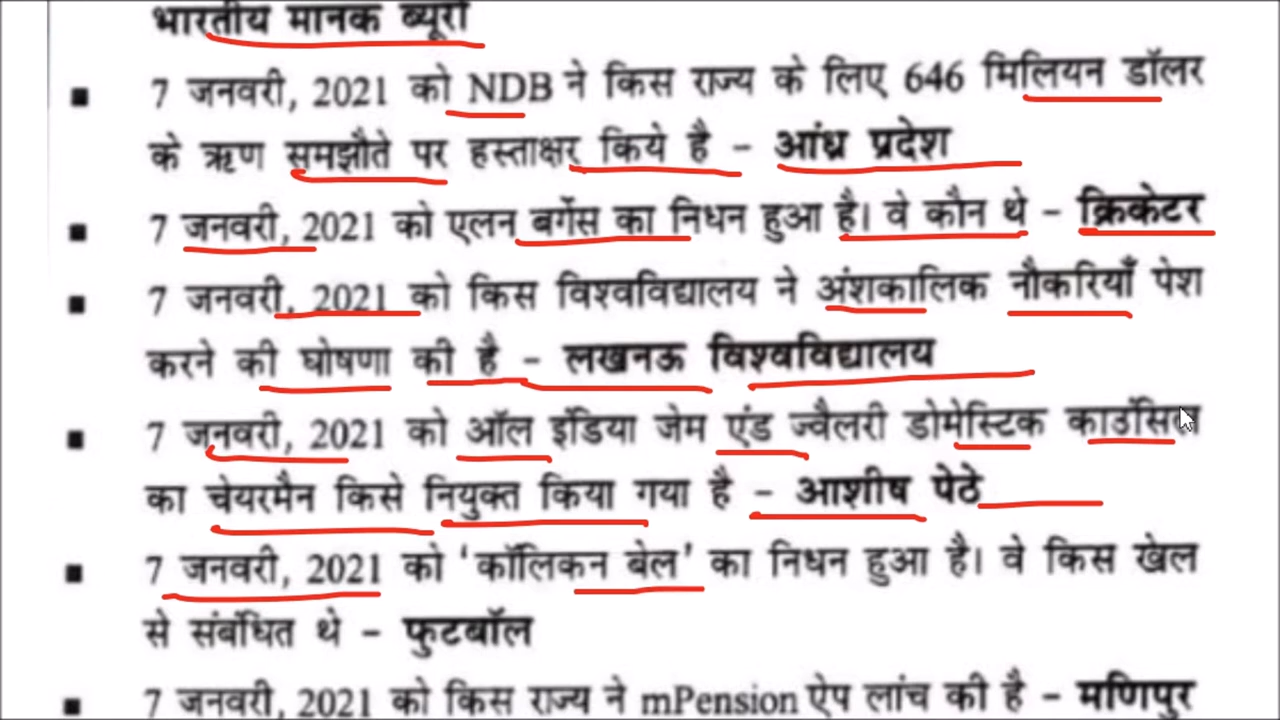 भारतीय मानक ब्यूरो
▪ 7 जनवरी, 2021 को NDB ने किस राज्य के लिए 646 मिलियन डॉलर
के ऋण समझौते पर हस्ताक्षर किये है – आंध्र प्रदेश
▪ 7 जनवरी, 2021 को एलन बर्गेस का निधन हुआ है। वे कौन थे – क्रिकेटर
▪ 7 जनवरी, 2021 को किस विश्वविद्यालय ने अंशकालिक नौकरियाँ पेश
करने की घोषणा की है – लखनऊ विश्वविद्यालय
▪ 7 जनवरी, 2021 को ऑल इंडिया जेम एंड ज्वैलरी डोमेस्टिक काउंसिल
का चेयरमैन किसे नियुक्त किया गया है – आशीष पेठे
▪ 7 जनवरी, 2021 को 'कॉलिकन बेल' का निधन हुआ है। वे किस खेल
से संबंधित थे – फुटबॉल
▪ 7 जनवरी, 2021 को किस राज्य ने mPension ऐप लांच की है – मणिपुर